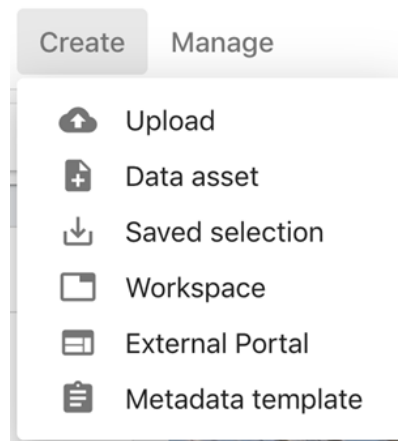 Create Manage
Upload
Data asset
Saved selection
Workspace
External Portal
Metadata template